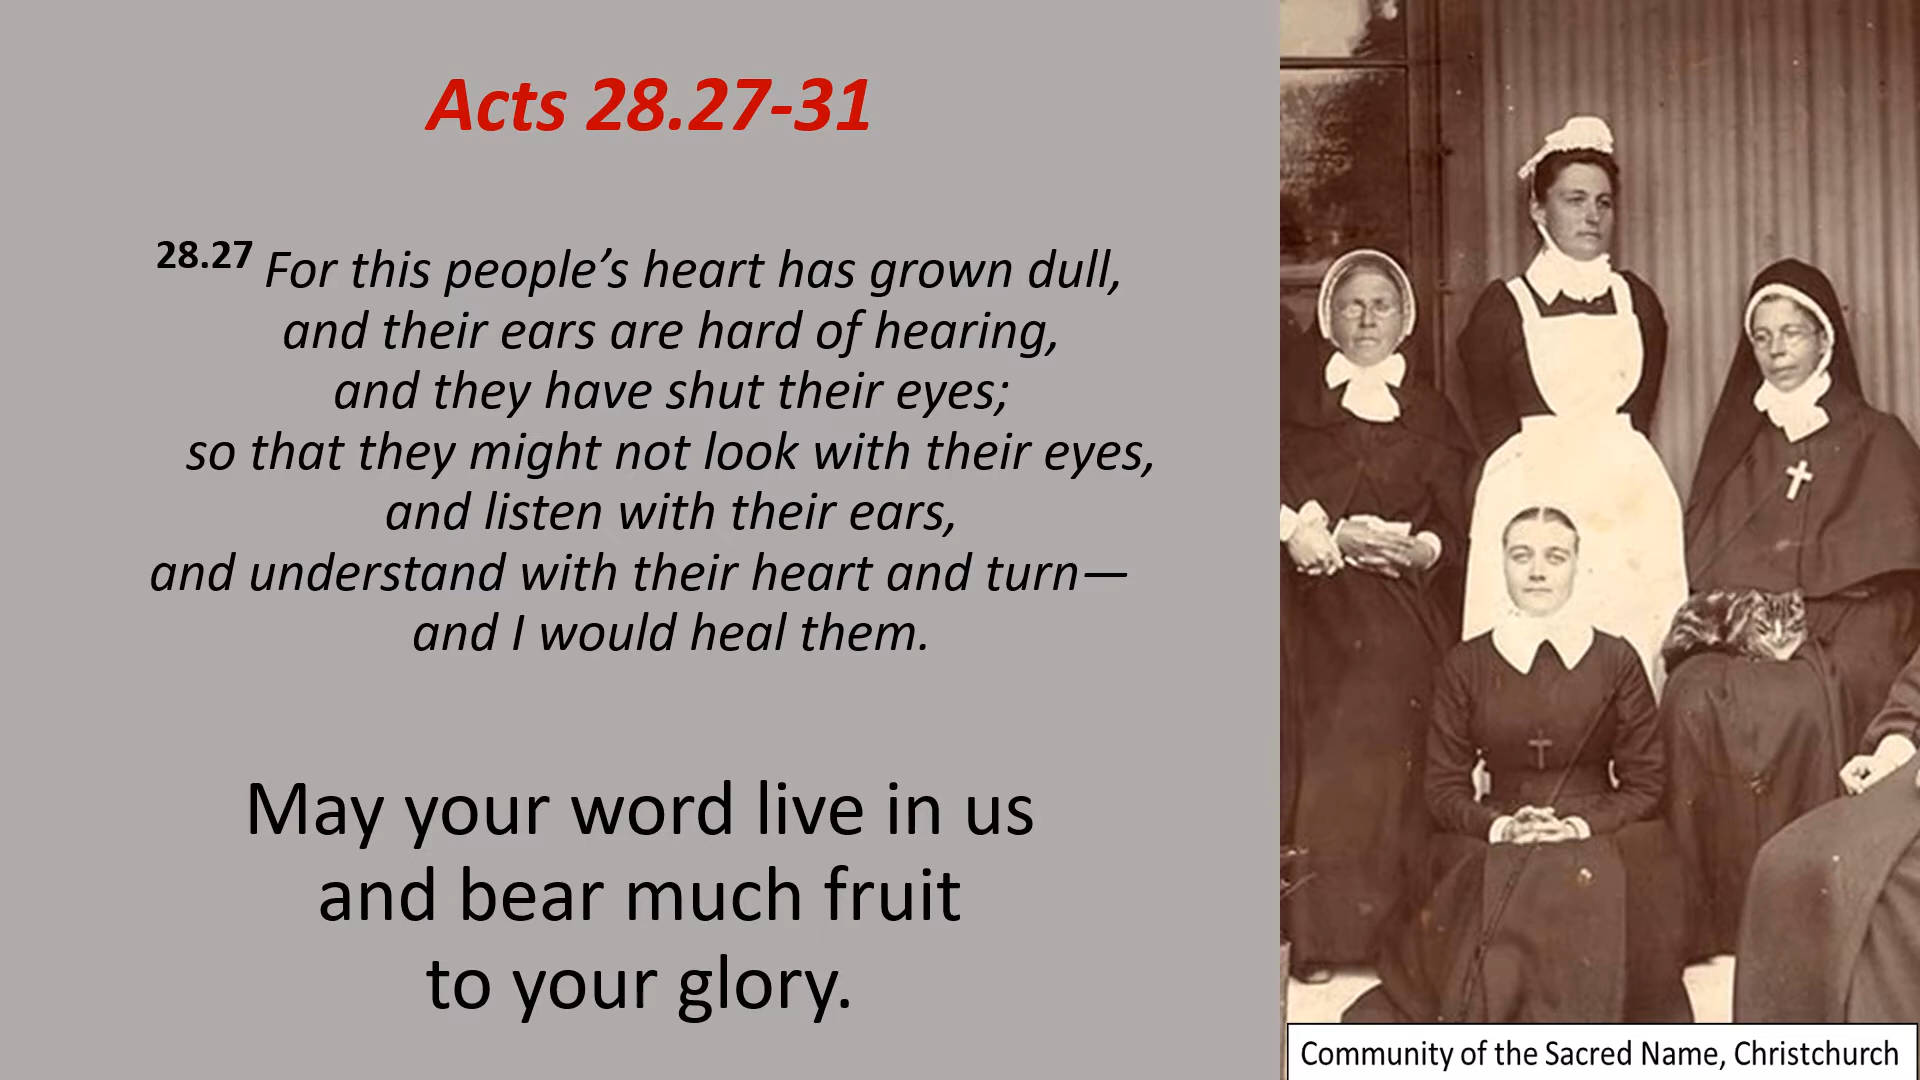 Acts 28.27-31
28.27 For this people’s heart has grown dull,
and their ears are hard of hearing,
and they have shut their eyes;
so that they might not look with their eyes,
and listen with their ears,
and understand with their heart and turn—
and I would heal them.
May your word live in us
and bear much fruit
to your glory.
Community of the Sacred Name, Christchurch